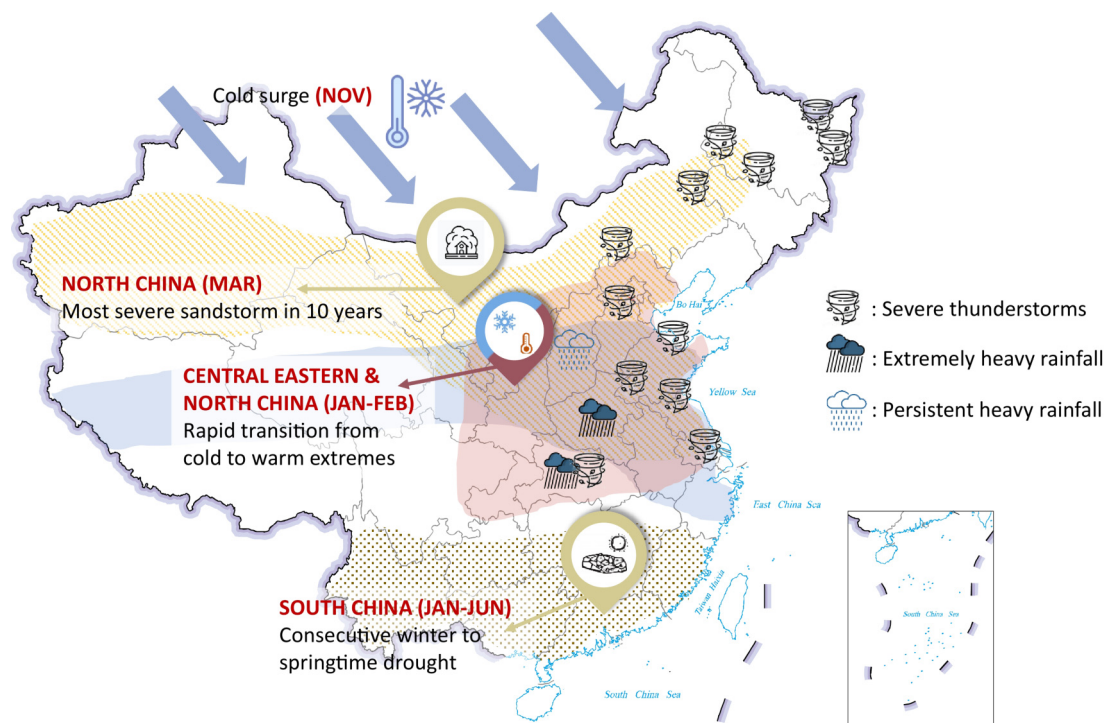 Cold surge (NOV)
NORTH CHINA (MAR)
Most severe sandstorm in 10 years
CENTRAL EASTERN &
NORTH CHINA (JAN-FEB)
Rapid transition from
cold to warm extremes
SOUTH CHINA (JAN-JUN)
Consecutive winter to
springtime drought
Bo Hai
Yellow Sea
East China Sea
Taiwan Haixia
South China Sea
: Severe thunderstorms
: Extremely heavy rainfall
: Persistent heavy rainfall
South China Sea